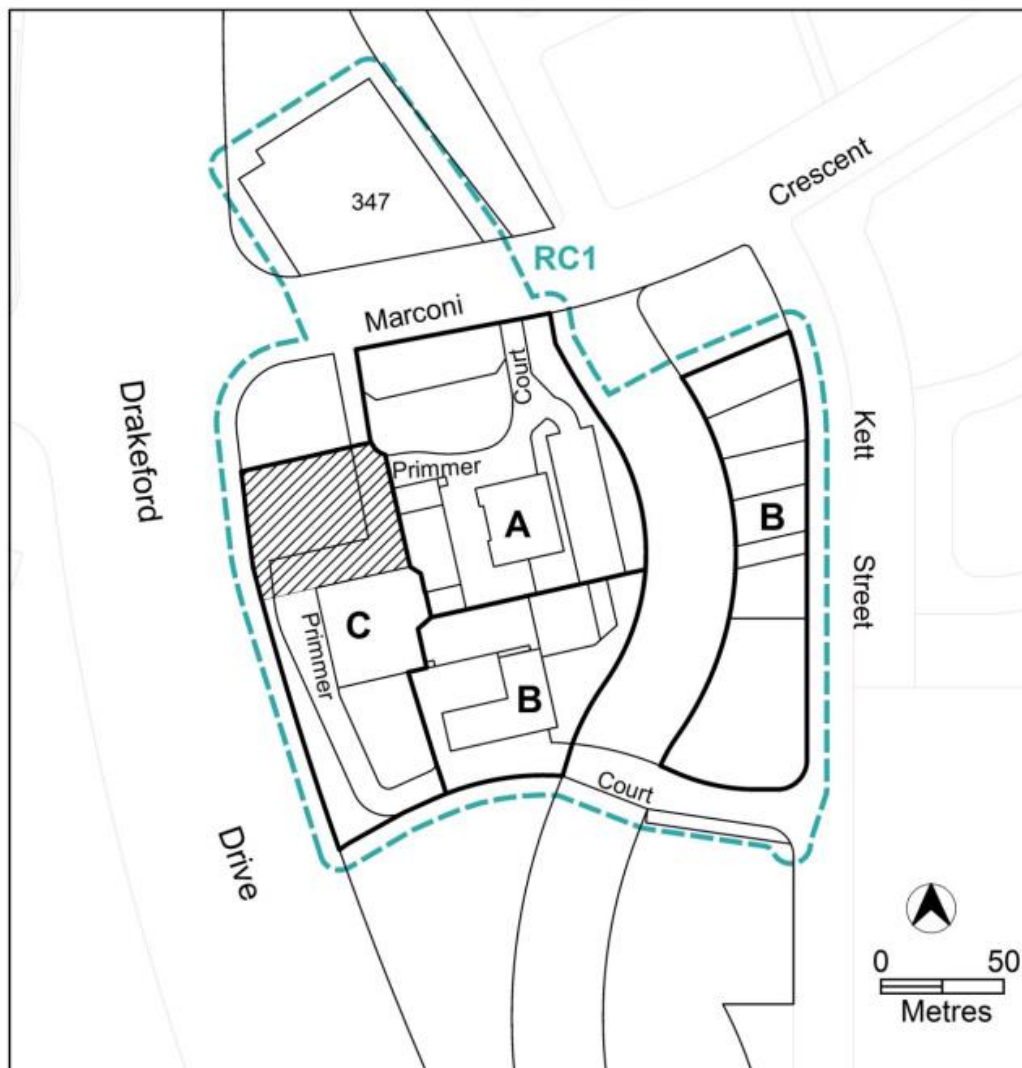 347
Crescent
RC1
Marconi
Court
Drakeford
Kett
Primmer
A
B
Street
C
Primmer
B
Court
Drive
0 50
Metres